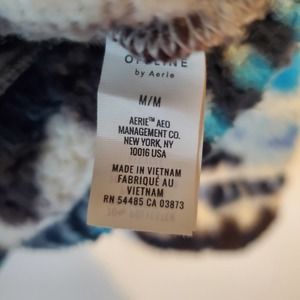 OFFLINE
by Aerie
M/M
AERIE™ AEO
MANAGEMENT CO.
NEW YORK, NY
10016 USA
MADE IN VIETNAM
FABRIQUÉ AU
VIETNAM
RN 54485 CA 03873